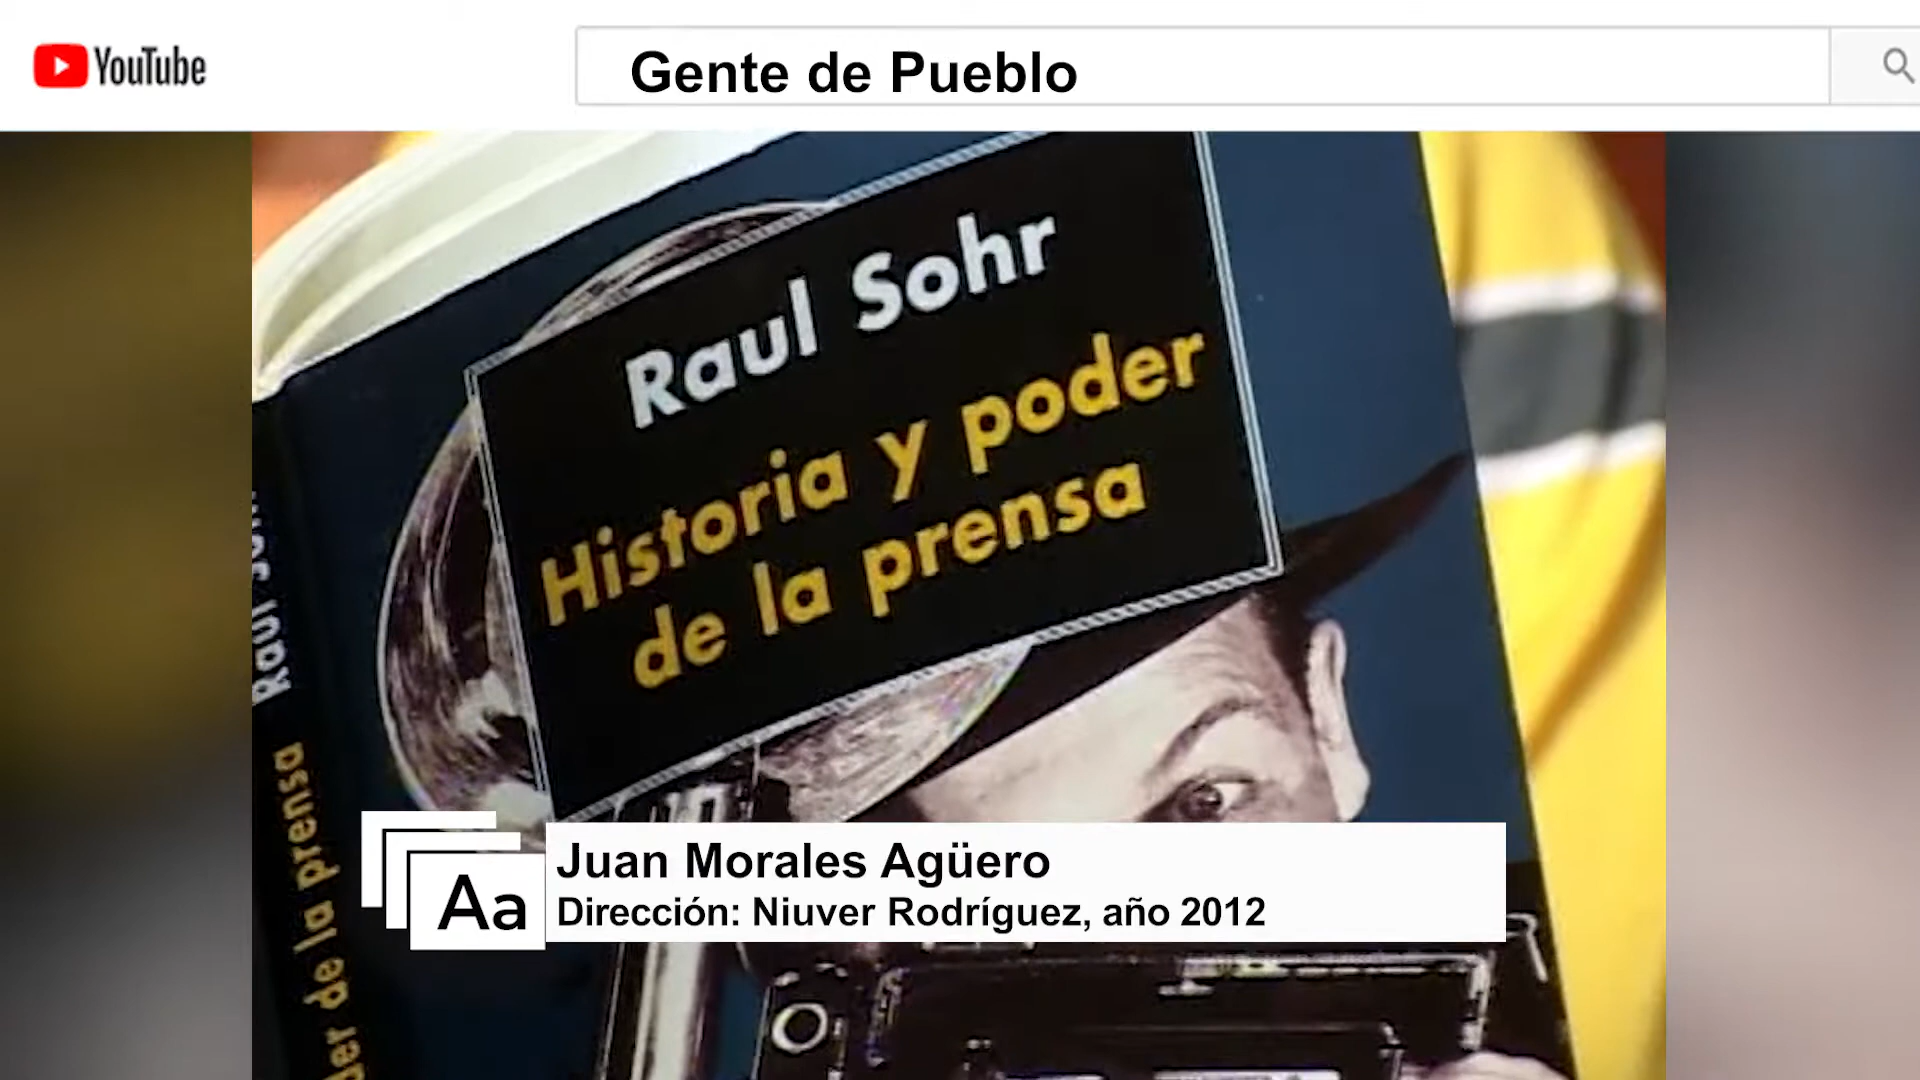 YouTube
Gente de Pueblo
Raul Sohr
Historia y poder
de la prensa
Raul Sohr
der de la prensa
Aa
Juan Morales Agüero
Dirección: Niuver Rodríguez, año 2012